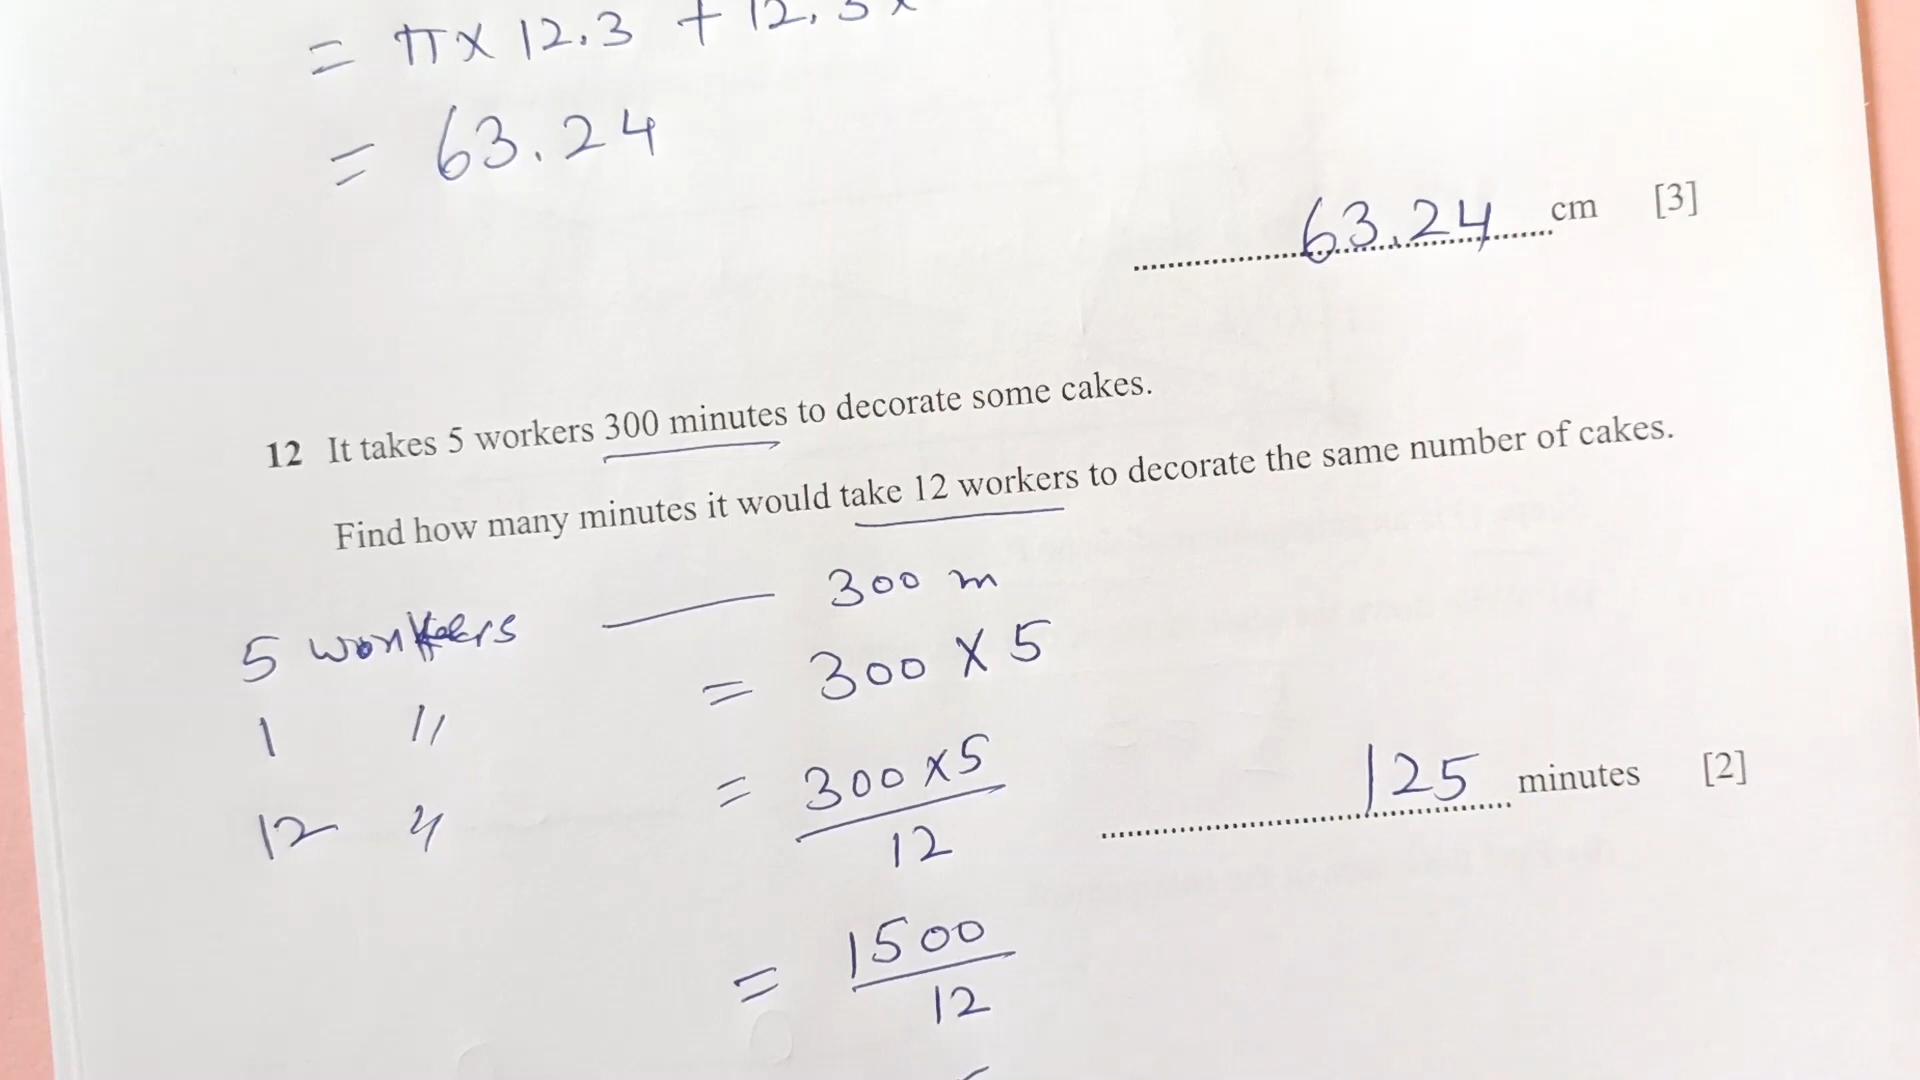 = π x 12.3 + 12.3 x
= 63.24
63.24 cm [3]
12 It takes 5 workers 300 minutes to decorate some cakes.
Find how many minutes it would take 12 workers to decorate the same number of cakes.
5 workers — 300 m
1 " = 300 x 5
12 " = 300 x 5
12
125 minutes [2]
= 1500
12